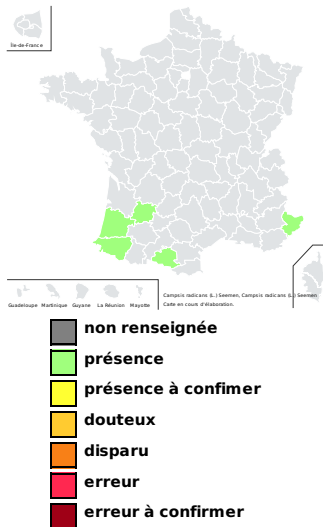 Île-de-France
Campsis radicans (L.) Seemen, Campsis radicans (L.) Seemen
Carte en cours d'élaboration.
Guadeloupe Martinique Guyane La Réunion Mayotte
non renseignée
présence
présence à confimer
douteux
disparu
erreur
erreur à confirmer